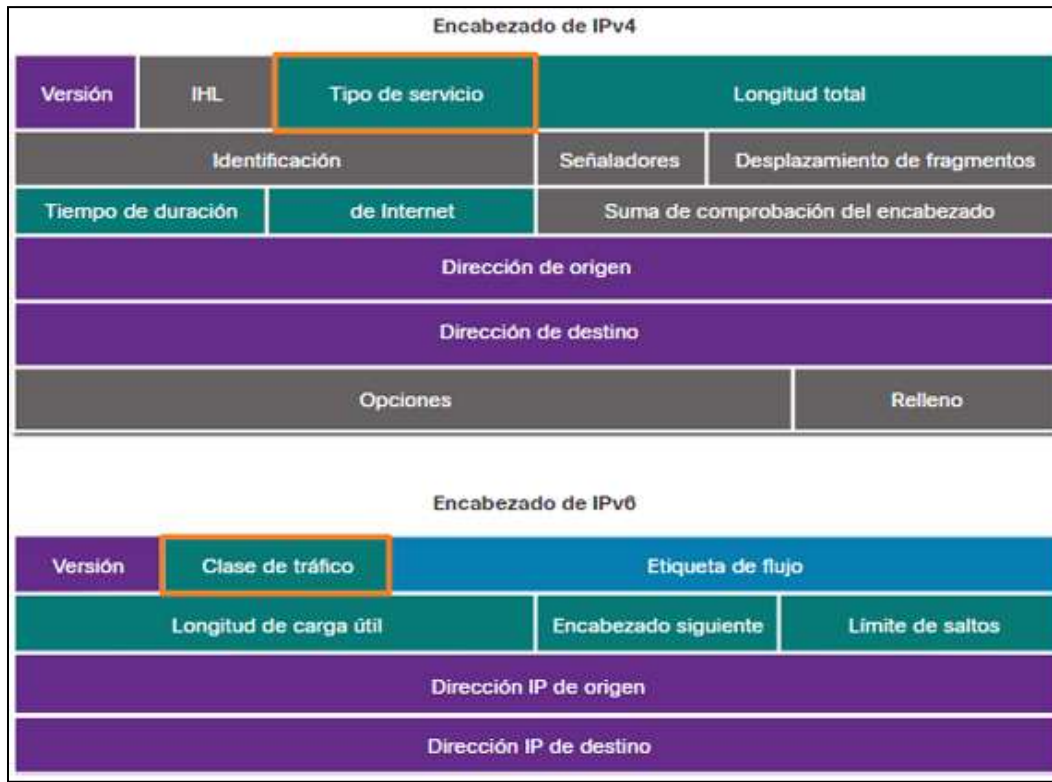 Encabezado de IPv4
Versión IHL Tipo de servicio Longitud total
Identificación Señaladores Desplazamiento de fragmentos
Tiempo de duración de Internet Suma de comprobación del encabezado
Dirección de origen
Dirección de destino
Opciones Relleno
Encabezado de IPv6
Versión Clase de tráfico Etiqueta de flujo
Longitud de carga útil Encabezado siguiente Límite de saltos
Dirección IP de origen
Dirección IP de destino